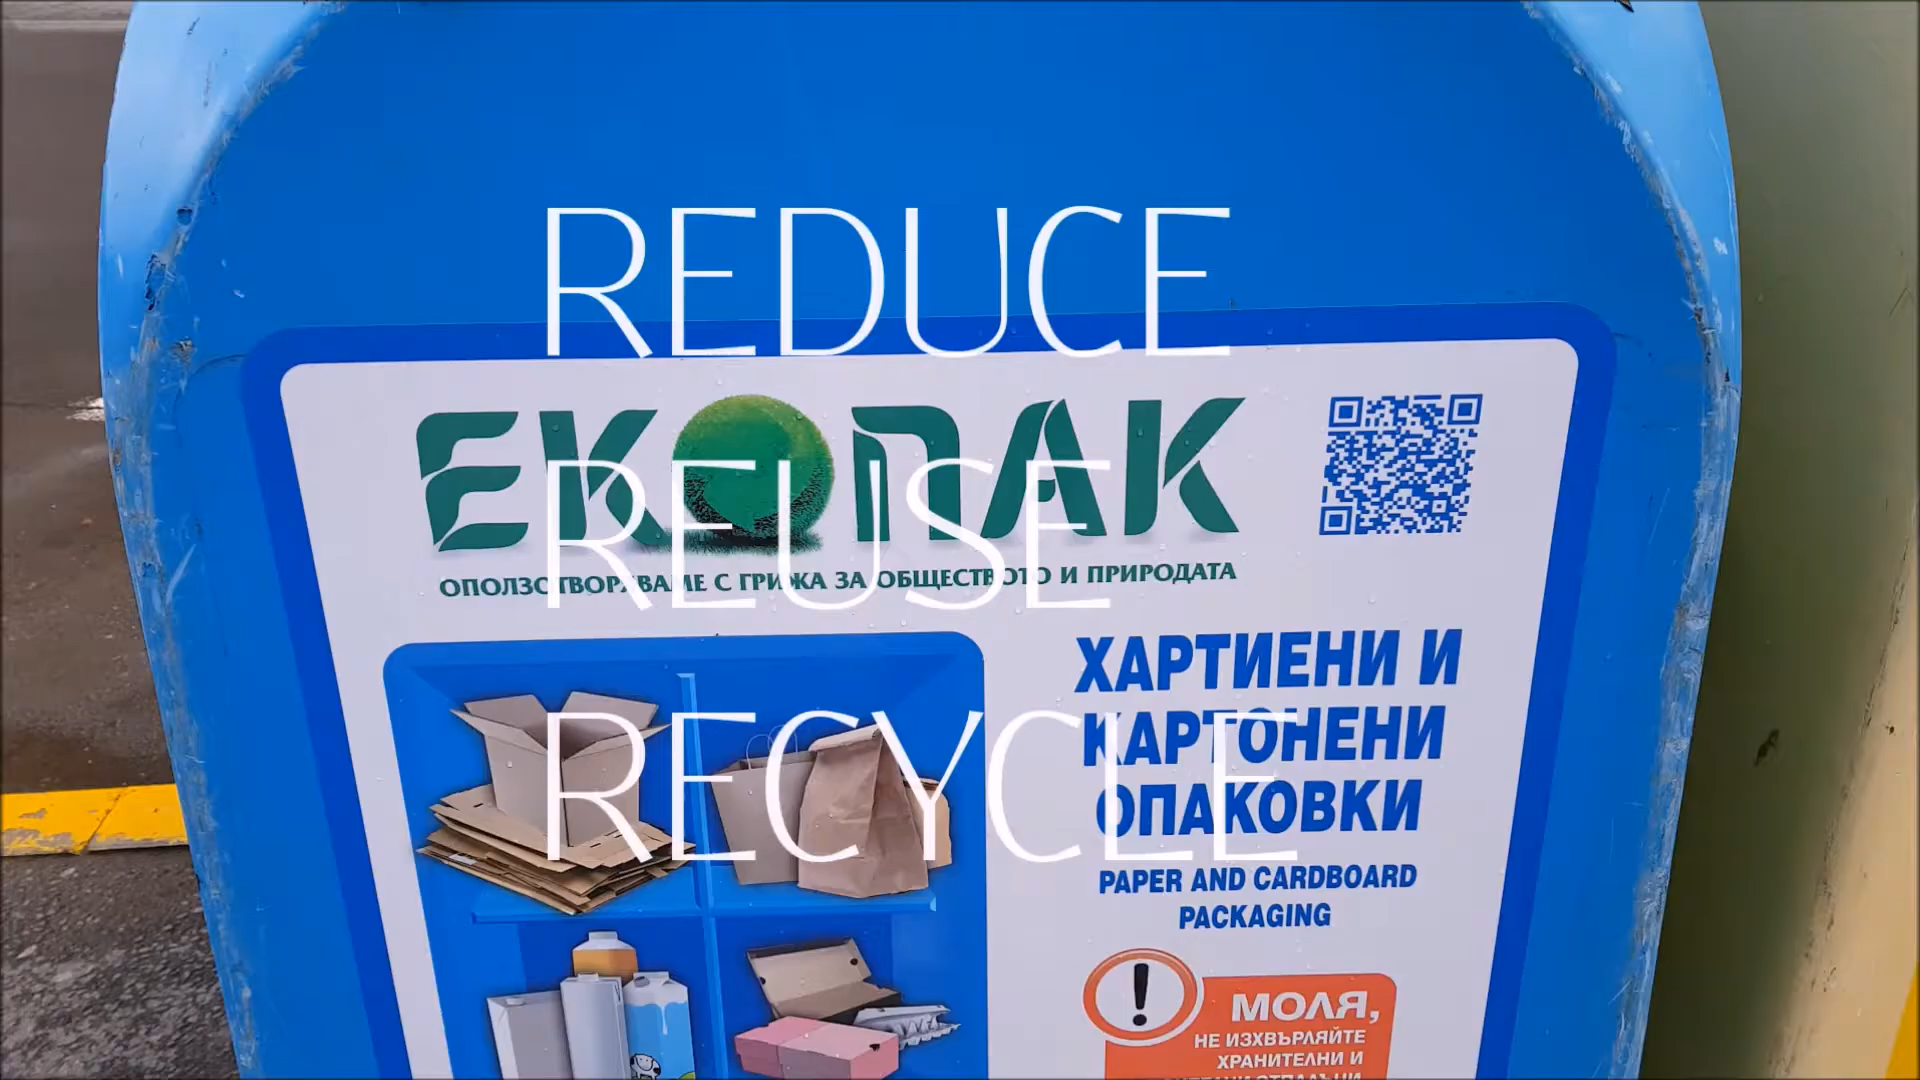 REDUCE
ЕКОПАК
REUSE
ОПОЛЗОТВОРЯВАМЕ С ГРИЖА ЗА ОБЩЕСТВОТО И ПРИРОДАТА
ХАРТИЕНИ И
КАРТОНЕНИ
ОПАКОВКИ
RECYCLE
PAPER AND CARDBOARD
PACKAGING
МОЛЯ,
НЕ ИЗХВЪРЛЯЙТЕ
ХРАНИТЕЛНИ И